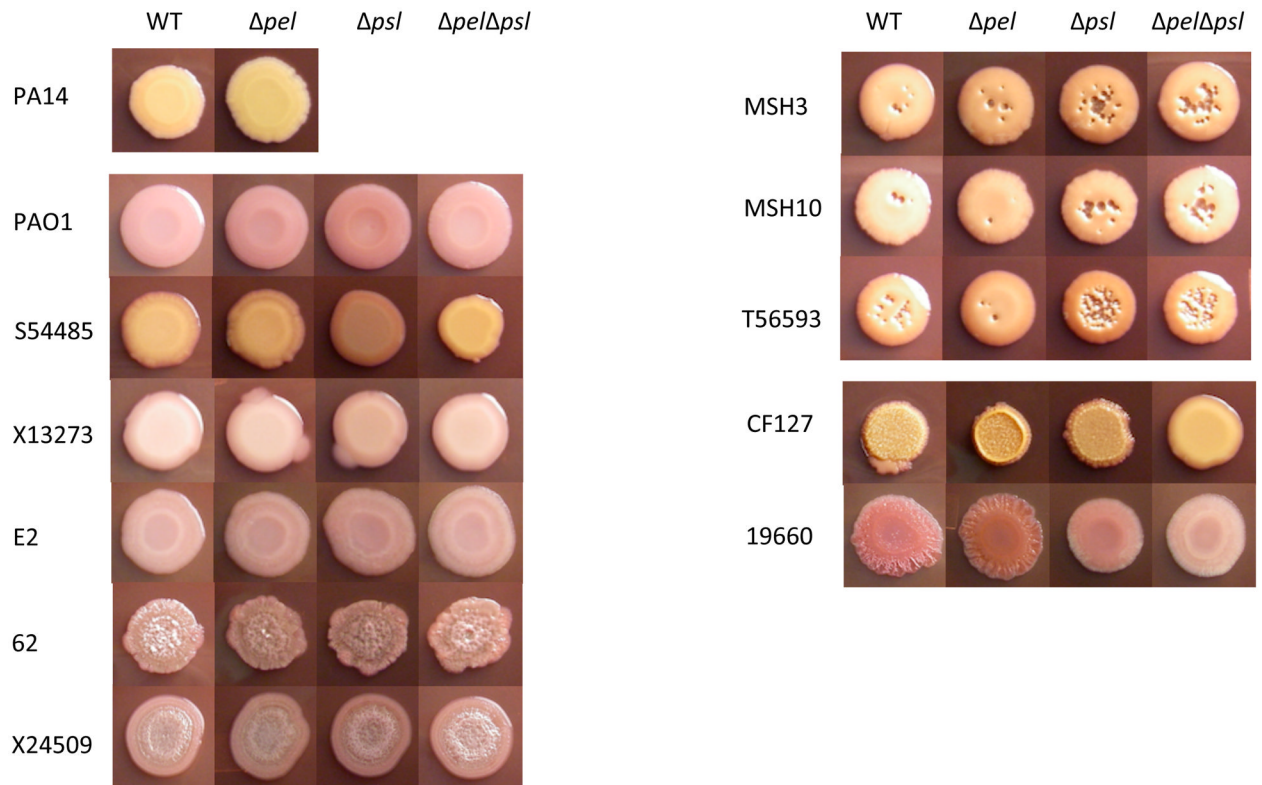 WT Δpel Δpsl ΔpelΔpsl
PA14
PAO1
S54485
X13273
E2
62
X24509
WT Δpel Δpsl ΔpelΔpsl
MSH3
MSH10
T56593
CF127
19660